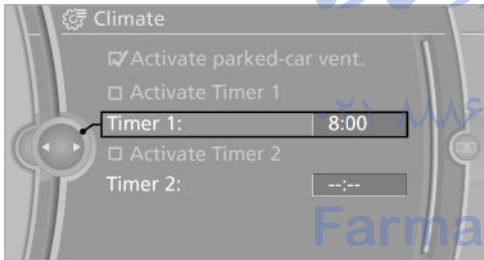 Climate
Activate parked-car vent.
Activate Timer 1
Timer 1: 8:00
Activate Timer 2
Timer 2: --:--
Farma